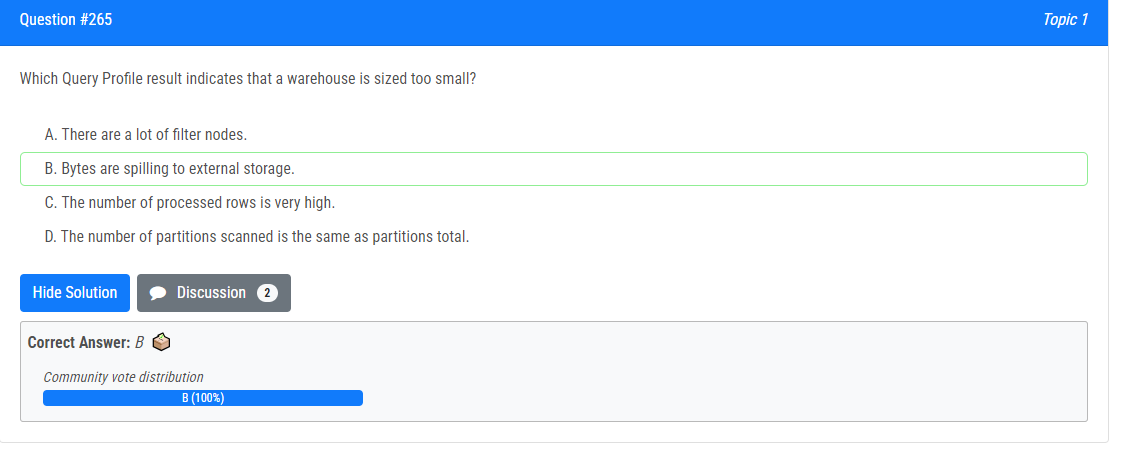 Question #265
Topic 1
Which Query Profile result indicates that a warehouse is sized too small?
A. There are a lot of filter nodes.
B. Bytes are spilling to external storage.
C. The number of processed rows is very high.
D. The number of partitions scanned is the same as partitions total.
Hide Solution
Discussion 2
Correct Answer: B
Community vote distribution
B (100%)